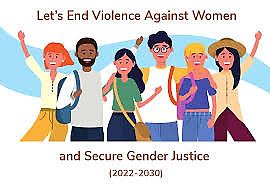 Let's End Violence Against Women
and Secure Gender Justice
(2022-2030)